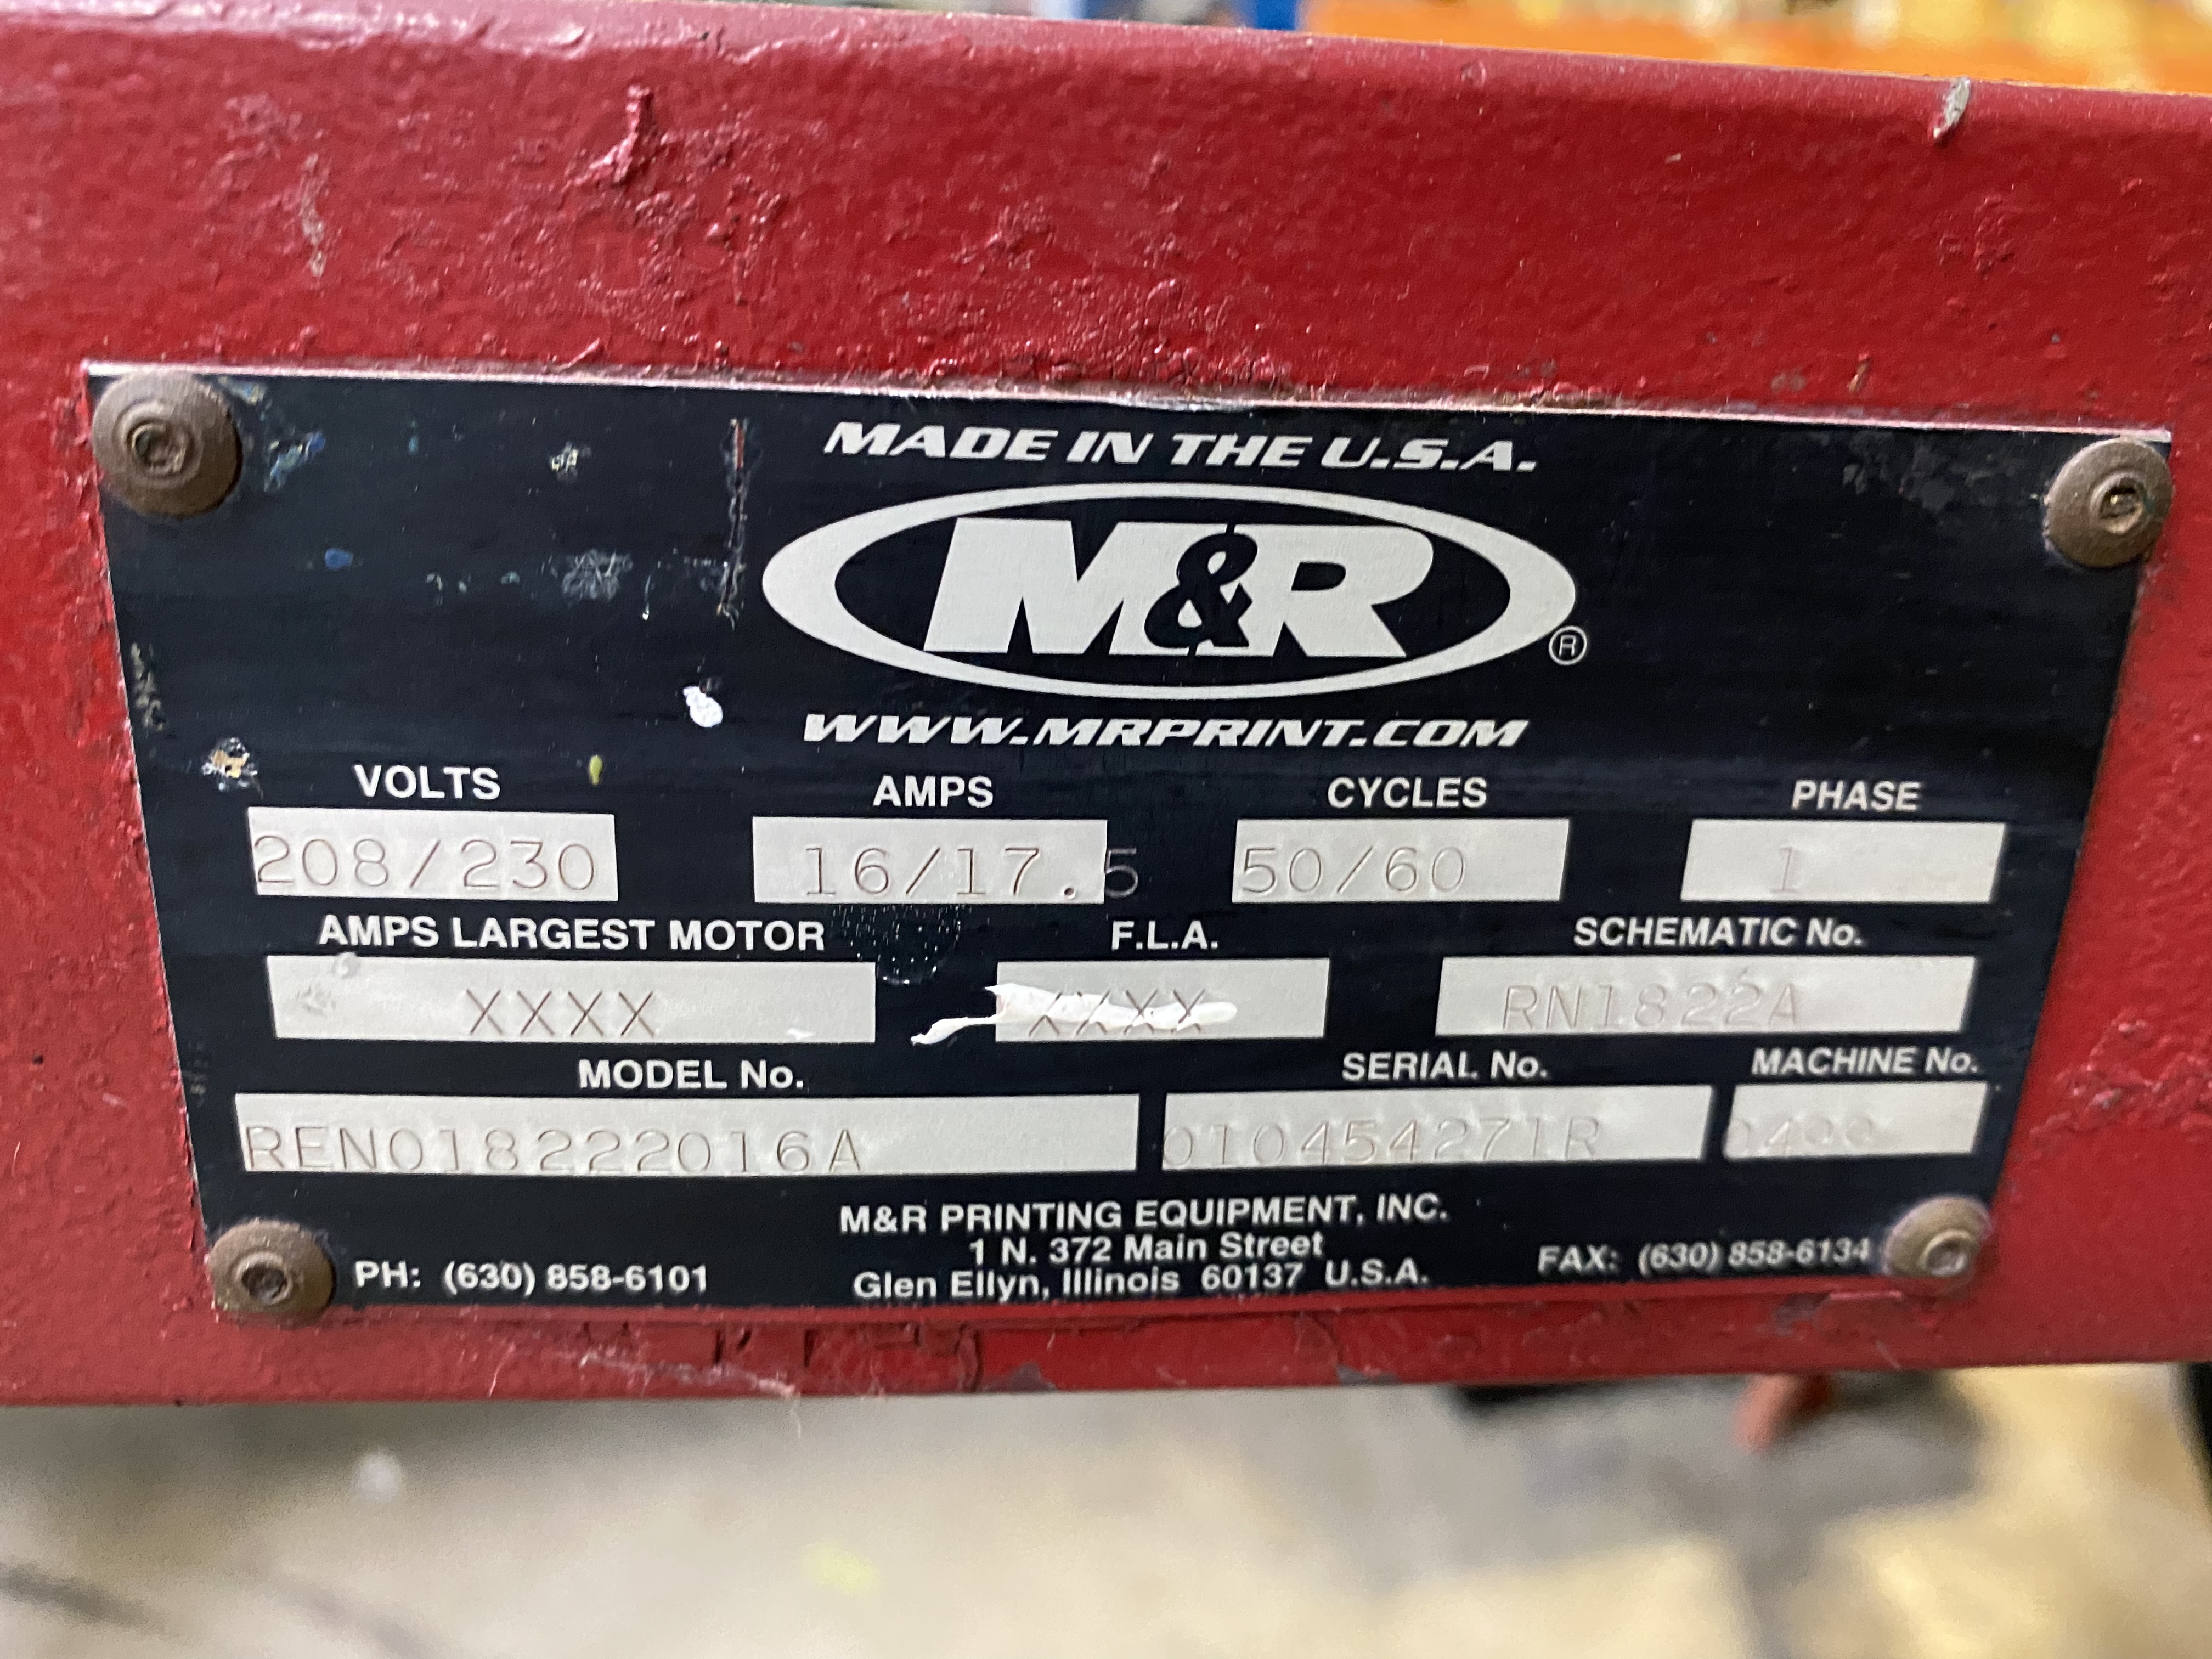 MADE IN THE U.S.A.
M&R ®
WWW.MRPRINT.COM
VOLTS AMPS CYCLES PHASE
208/230 16/17.5 50/60 1
AMPS LARGEST MOTOR F.L.A. SCHEMATIC No.
XXXX XXXX RN1822A
MODEL No. SERIAL No. MACHINE No.
REN018222016A 010454271R
M&R PRINTING EQUIPMENT, INC.
1 N. 372 Main Street
PH: (630) 858-6101 Glen Ellyn, Illinois 60137 U.S.A. FAX: (630) 858-6134